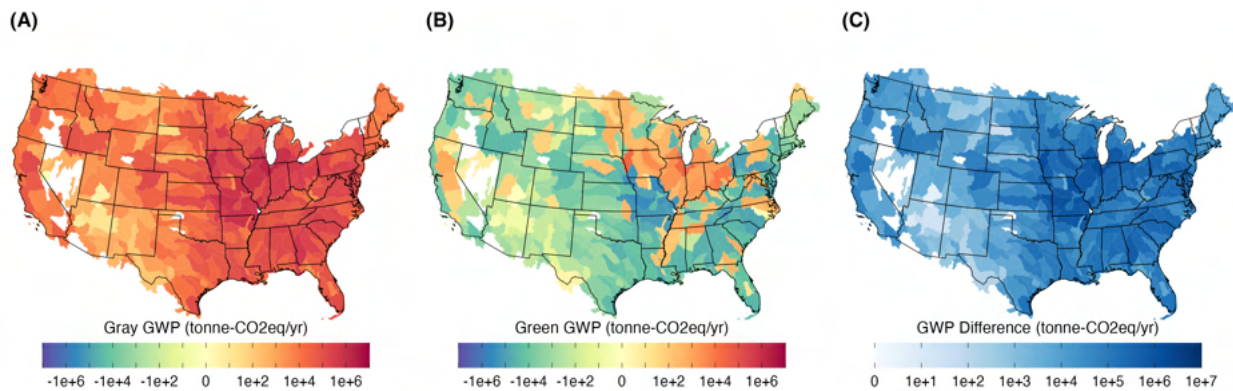 (A)
(B)
(C)
Gray GWP (tonne-CO2eq/yr)
-1e+6 -1e+4 -1e+2 0 1e+2 1e+4 1e+6
Green GWP (tonne-CO2eq/yr)
-1e+6 -1e+4 -1e+2 0 1e+2 1e+4 1e+6
GWP Difference (tonne-CO2eq/yr)
0 1e+1 1e+2 1e+3 1e+4 1e+5 1e+6 1e+7